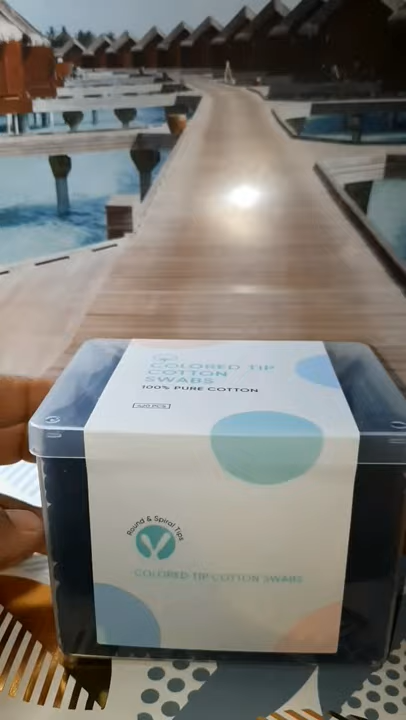 COLORED TIP
COTTON
SWABS
100% PURE COTTON
Round & Spiral Tips
COLORED TIP COTTON SWABS